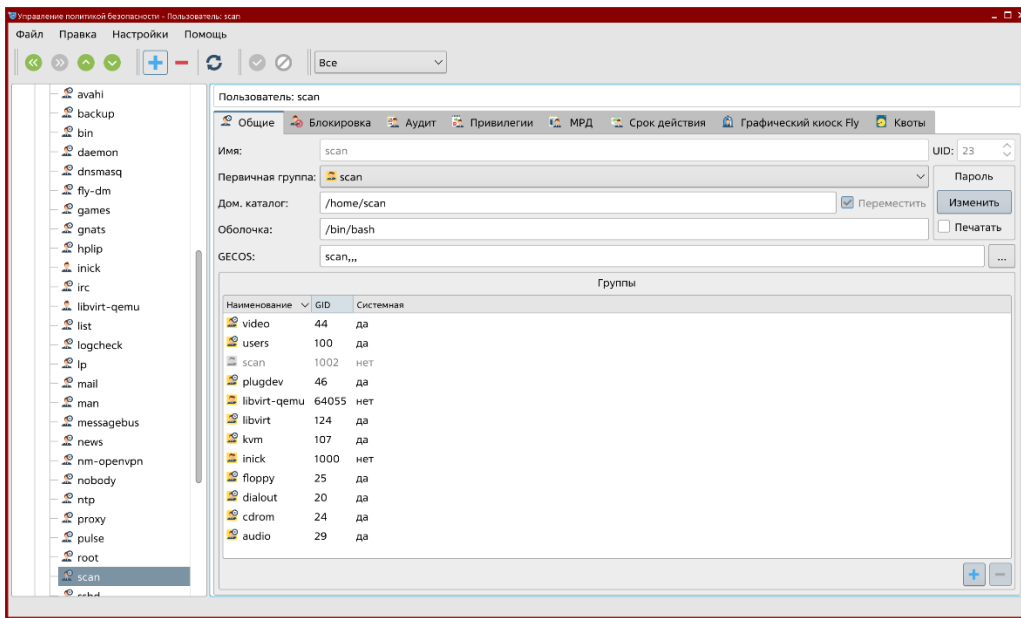 Управление политикой безопасности - Пользователь: scan
Файл Правка Настройки Помощь
Все
avahi
backup
bin
daemon
dnsmasq
fly-dm
games
gnats
hplip
inick
irc
libvirt-qemu
list
logcheck
lp
mail
man
messagebus
news
nm-openvpn
nobody
ntp
proxy
pulse
root
scan
sshd
Пользователь: scan
Общие Блокировка Аудит Привилегии МРД Срок действия Графический киоск Fly Квоты
Имя: scan UID: 23
Первичная группа: scan Пароль
Дом. каталог: /home/scan Переместить Изменить
Оболочка: /bin/bash Печатать
GECOS: scan,,, ...
Группы
Наименование GID Системная
video 44 да
users 100 да
scan 1002 нет
plugdev 46 да
libvirt-qemu 64055 нет
libvirt 124 да
kvm 107 да
inick 1000 нет
floppy 25 да
dialout 20 да
cdrom 24 да
audio 29 да